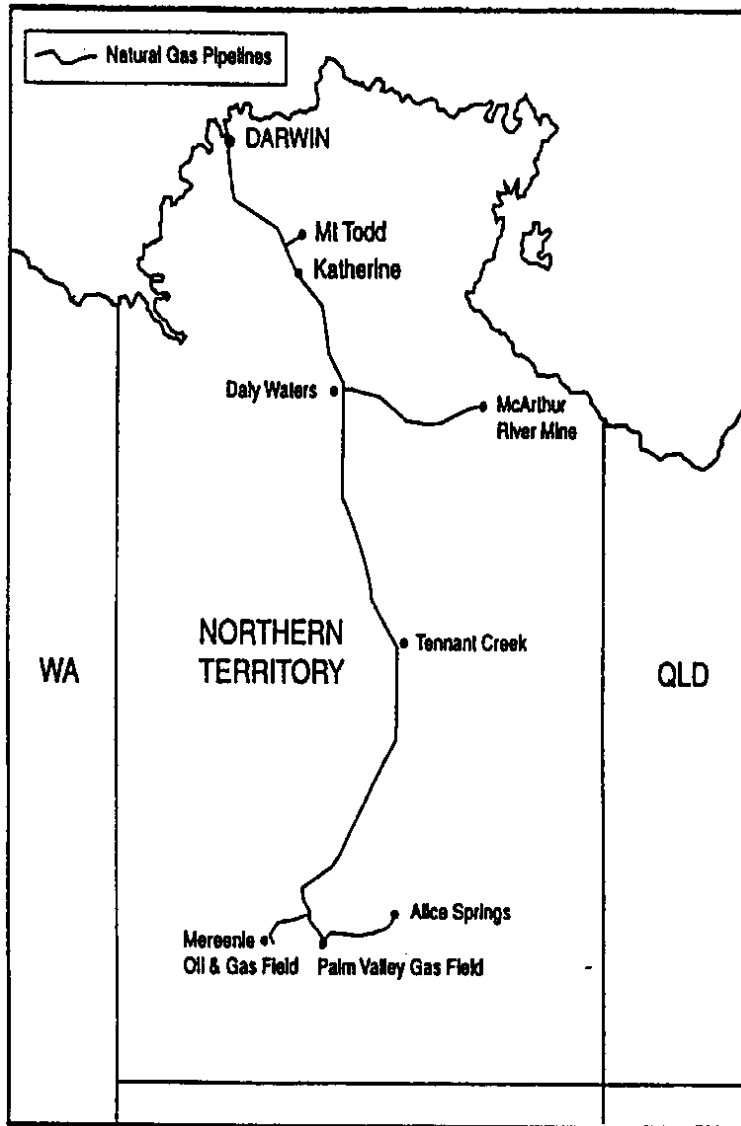 Natural Gas Pipelines
DARWIN
Mt Todd
Katherine
Daly Waters
McArthur
River Mine
NORTHERN
TERRITORY
Tennant Creek
WA
QLD
Alice Springs
Mereenie
Oil & Gas Field
Palm Valley Gas Field